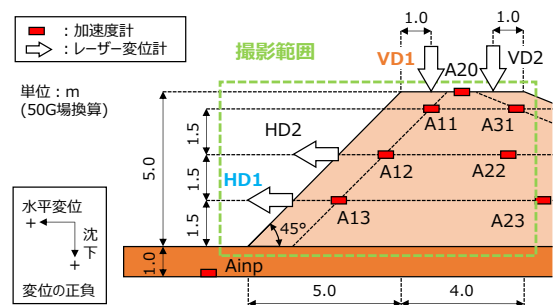 ：加速度計
：レーザー変位計
単位：m
(50G場換算)
撮影範囲
1.0
1.0
VD1
A20
VD2
HD2
A11
A31
A12
A22
HD1
A13
A23
45°
5.0
1.5
1.5
1.5
1.0
Ainp
5.0
4.0
水平変位
+
沈下
+
変位の正負